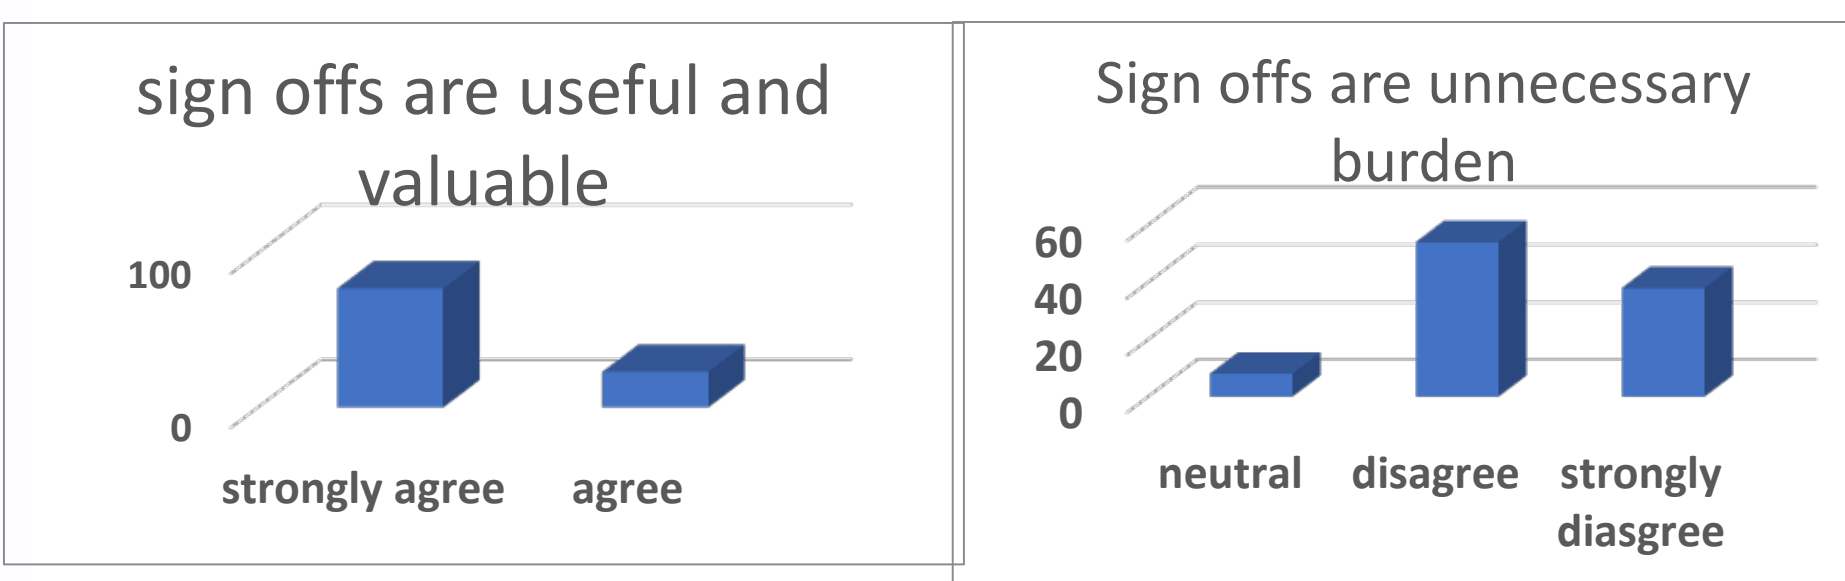 sign offs are useful and
valuable
100
0
strongly agree
agree
Sign offs are unnecessary
burden
60
40
20
0
neutral
disagree
strongly
diasgree